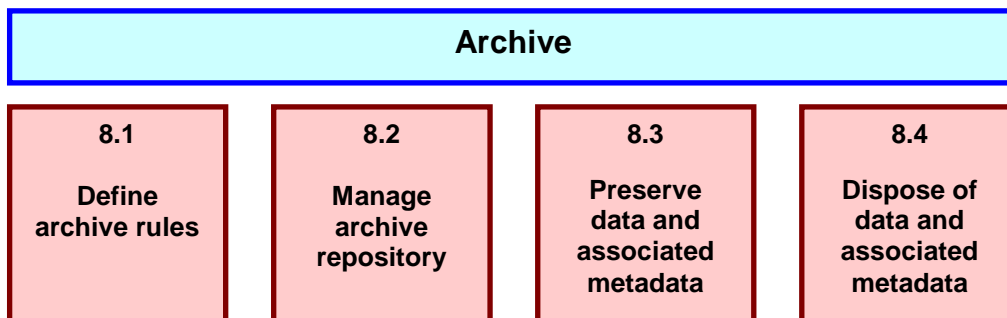 Archive
8.1
Define
archive rules
8.2
Manage
archive
repository
8.3
Preserve
data and
associated
metadata
8.4
Dispose of
data and
associated
metadata